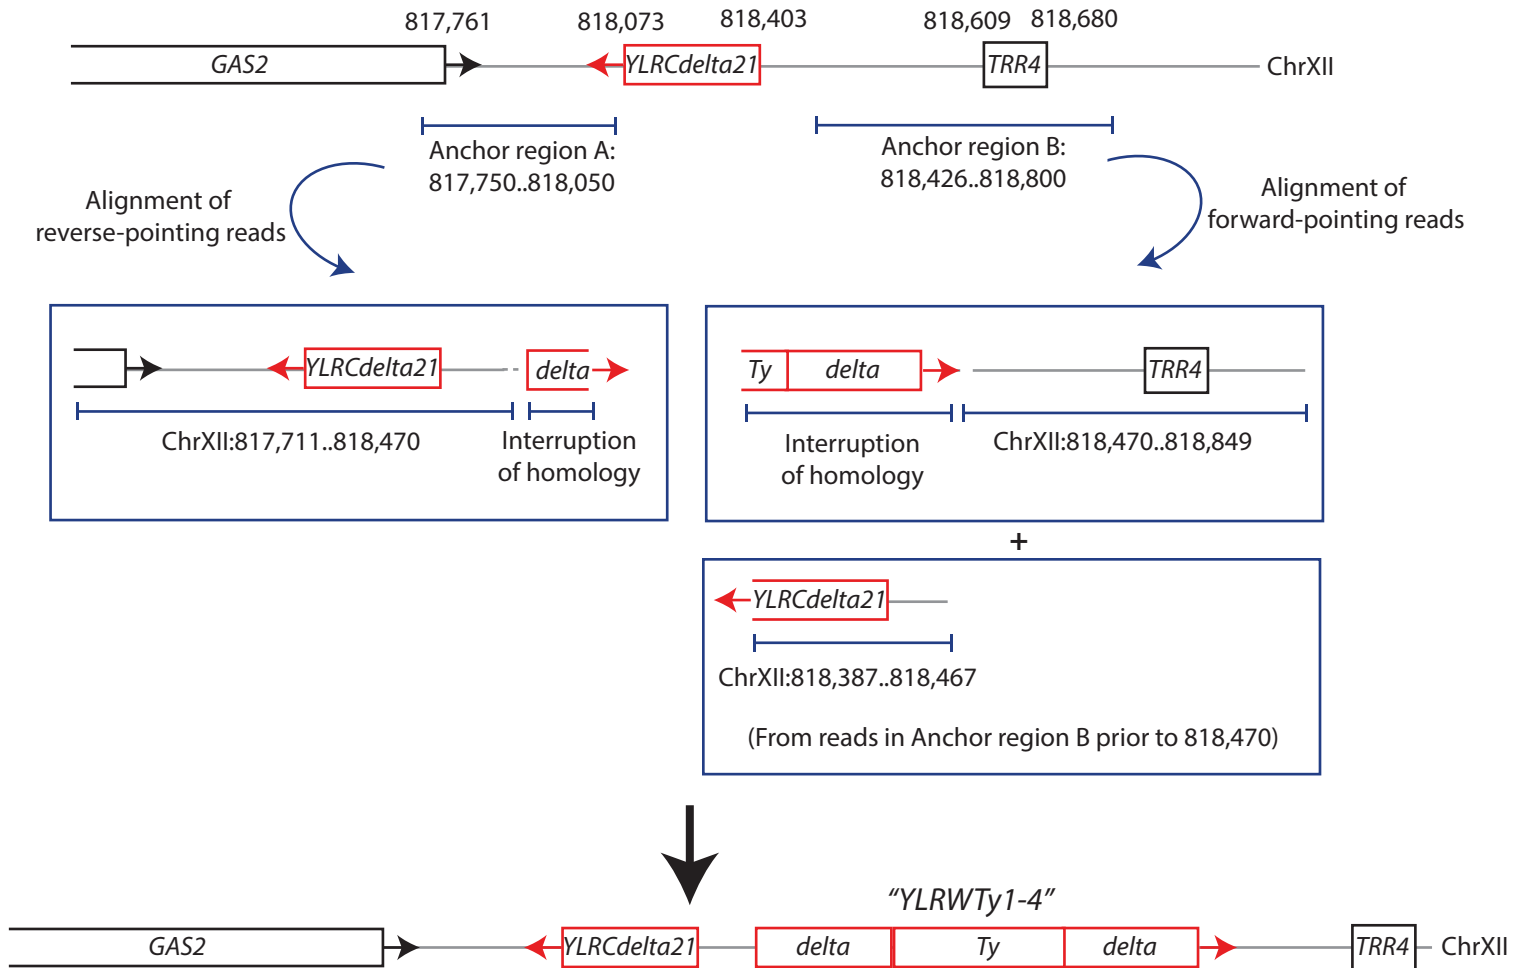 817,761 818,073 818,403 818,609 818,680
GAS2 YLRCdelta21 TRR4 ChrXII
Anchor region A:
817,750..818,050
Anchor region B:
818,426..818,800
Alignment of
reverse-pointing reads
Alignment of
forward-pointing reads
YLRCdelta21 delta
ChrXII:817,711..818,470
Interruption
of homology
Ty delta TRR4
Interruption
of homology
ChrXII:818,470..818,849
+
YLRCdelta21
ChrXII:818,387..818,467
(From reads in Anchor region B prior to 818,470)
“YLRWTy1-4”
GAS2 YLRCdelta21 delta Ty delta TRR4 ChrXII